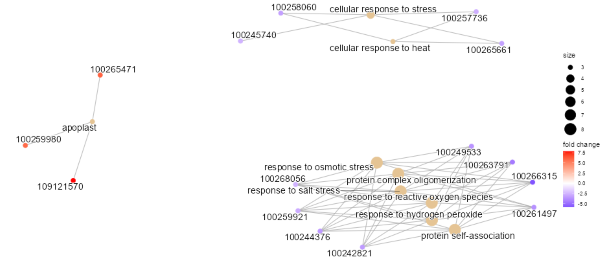 100258060
cellular response to stress
100257736
100245740
cellular response to heat
100265661
100265471
apoplast
100259980
109121570
size
3
4
5
6
7
8
fold change
7.5
5.0
2.5
0.0
-2.5
-5.0
100249533
100263791
response to osmotic stress
100266315
protein complex oligomerization
100268056
response to salt stress
response to reactive oxygen species
100259921
response to hydrogen peroxide
100261497
100244376
protein self-association
100242821